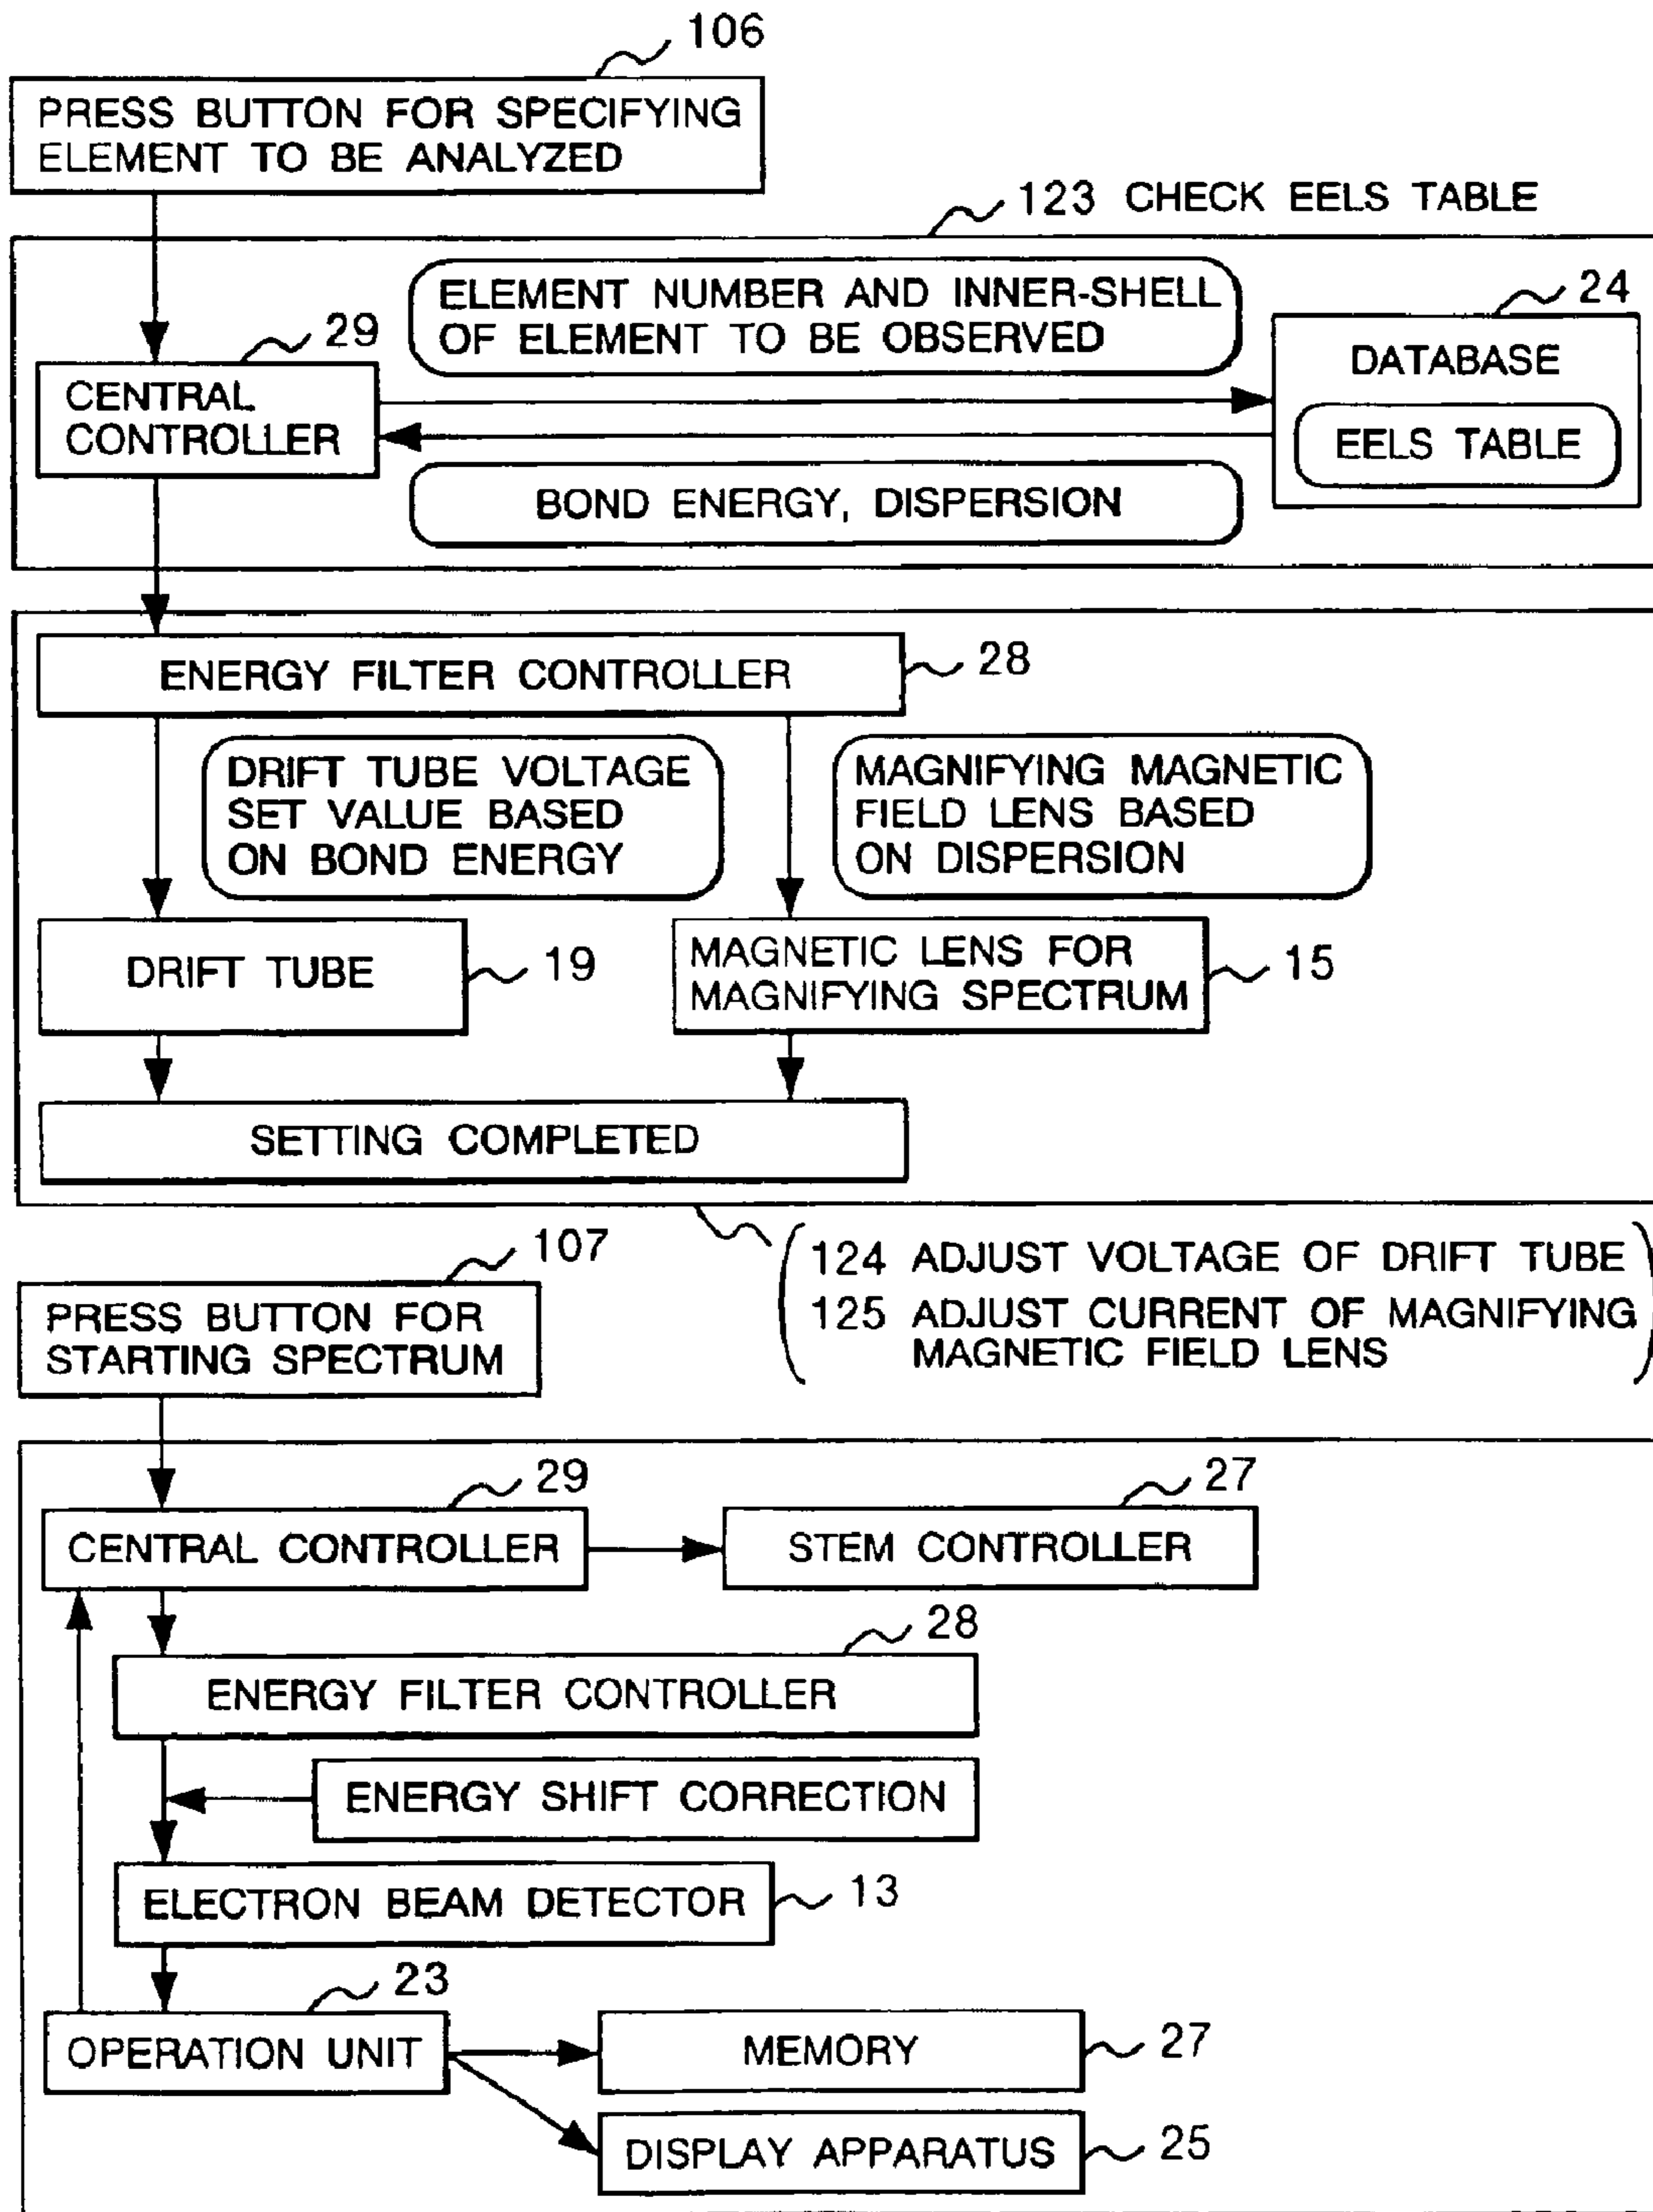 106
PRESS BUTTON FOR SPECIFYING
ELEMENT TO BE ANALYZED
123 CHECK EELS TABLE
ELEMENT NUMBER AND INNER-SHELL
OF ELEMENT TO BE OBSERVED
24
29
DATABASE
CENTRAL
CONTROLLER
EELS TABLE
BOND ENERGY, DISPERSION
ENERGY FILTER CONTROLLER
28
DRIFT TUBE VOLTAGE
SET VALUE BASED
ON BOND ENERGY
MAGNIFYING MAGNETIC
FIELD LENS BASED
ON DISPERSION
DRIFT TUBE
19
MAGNETIC LENS FOR
MAGNIFYING SPECTRUM
15
SETTING COMPLETED
107
124 ADJUST VOLTAGE OF DRIFT TUBE
125 ADJUST CURRENT OF MAGNIFYING
MAGNETIC FIELD LENS
PRESS BUTTON FOR
STARTING SPECTRUM
29
27
CENTRAL CONTROLLER
STEM CONTROLLER
28
ENERGY FILTER CONTROLLER
ENERGY SHIFT CORRECTION
ELECTRON BEAM DETECTOR
13
23
OPERATION UNIT
MEMORY
27
DISPLAY APPARATUS
25